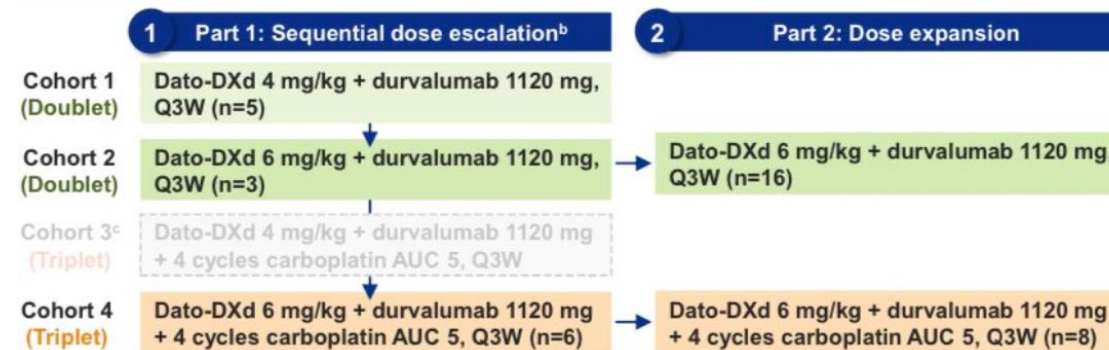 1 Part 1: Sequential dose escalationᵇ
2 Part 2: Dose expansion
Cohort 1
(Doublet)
Dato-DXd 4 mg/kg + durvalumab 1120 mg,
Q3W (n=5)
Cohort 2
(Doublet)
Dato-DXd 6 mg/kg + durvalumab 1120 mg,
Q3W (n=3)
Dato-DXd 6 mg/kg + durvalumab 1120 mg
Q3W (n=16)
Cohort 3ᶜ
(Triplet)
Dato-DXd 4 mg/kg + durvalumab 1120 mg
+ 4 cycles carboplatin AUC 5, Q3W
Cohort 4
(Triplet)
Dato-DXd 6 mg/kg + durvalumab 1120 mg
+ 4 cycles carboplatin AUC 5, Q3W (n=6)
Dato-DXd 6 mg/kg + durvalumab 1120 mg
+ 4 cycles carboplatin AUC 5, Q3W (n=8)